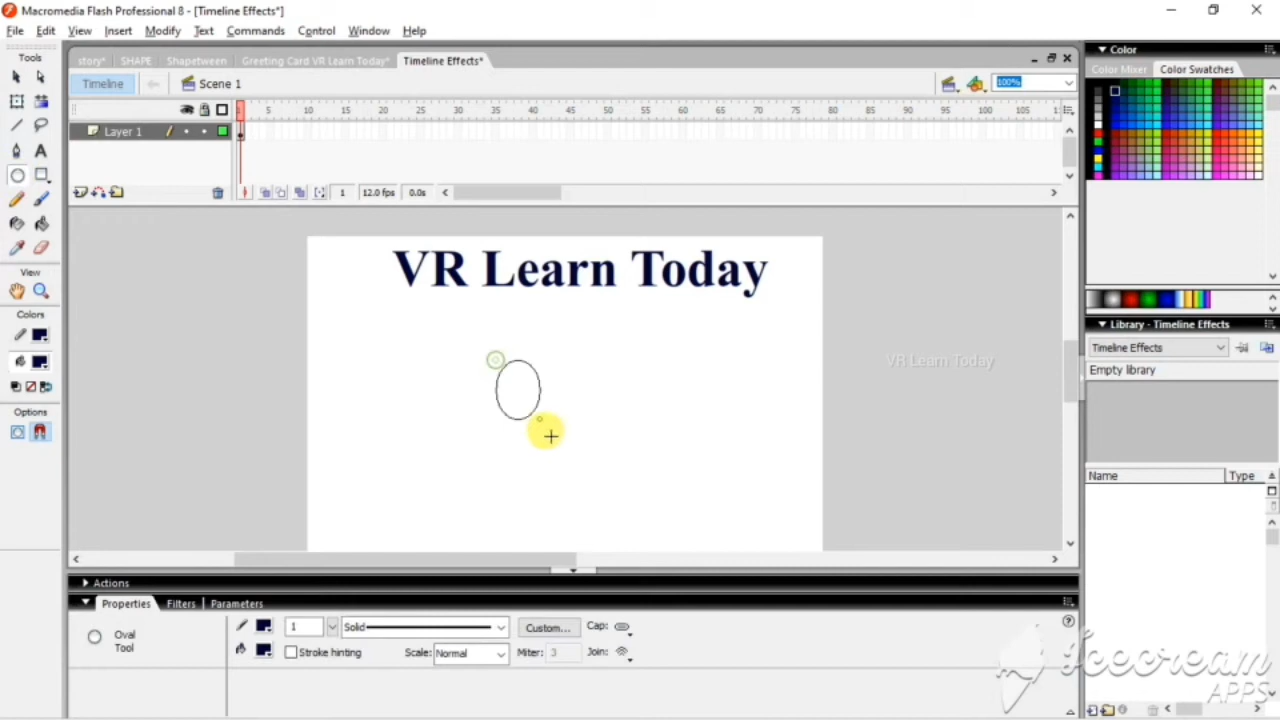 Macromedia Flash Professional 8 - [Timeline Effects*]
File Edit View Insert Modify Text Commands Control Window Help
Tools
story* SHAPE Shapetween Greeting Card VR Learn Today* Timeline Effects*
Timeline Scene 1 100%
5 10 15 20 25 30 35 40 45 50 55 60 65 70 75 80 85 90 95 100 105
Layer 1
1 12.0 fps 0.0s
View
Colors
Options
VR Learn Today
VR Learn Today
Color
Color Mixer Color Swatches
Library - Timeline Effects
Timeline Effects
Empty library
Name Type
Actions
Properties Filters Parameters
Oval
Tool
1 Solid Custom... Cap:
Stroke hinting Scale: Normal Miter: 3 Join:
Icecream
APPS